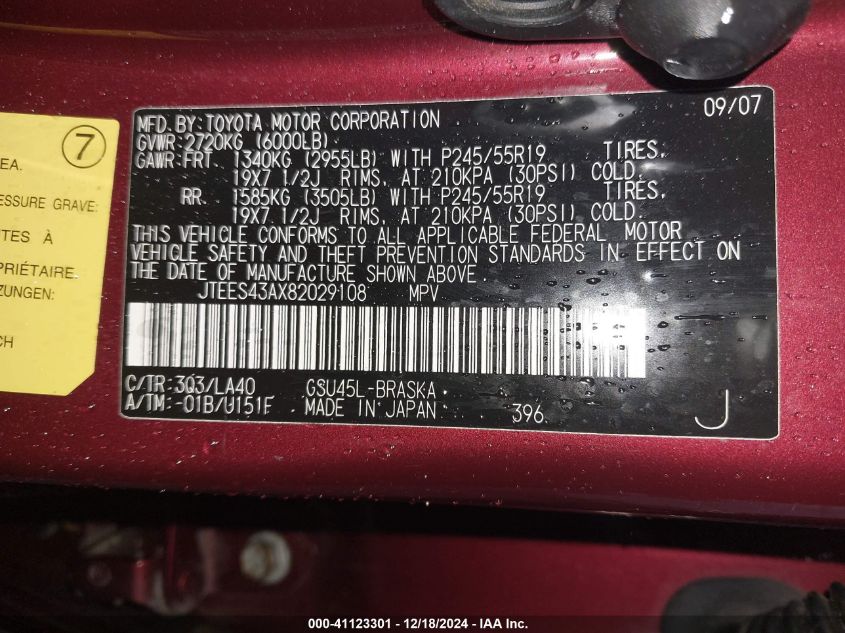 7
EA.
ESSURE GRAVE:
TES À
PRIÉTAIRE.
ZUNGEN:
CH
09/07
MFD. BY: TOYOTA MOTOR CORPORATION
GVWR: 2720KG (6000LB)
GAWR: FRT. 1340KG (2955LB) WITH P245/55R19 TIRES,
19X7 1/2J RIMS, AT 210KPA (30PSI) COLD.
RR. 1585KG (3505LB) WITH P245/55R19 TIRES,
19X7 1/2J RIMS, AT 210KPA (30PSI) COLD.
THIS VEHICLE CONFORMS TO ALL APPLICABLE FEDERAL MOTOR
VEHICLE SAFETY AND THEFT PREVENTION STANDARDS IN EFFECT ON
THE DATE OF MANUFACTURE SHOWN ABOVE.
JTEES43AX82029108 MPV
C/TR: 3Q3/LA40 GSU45L-BRASKA
A/TM: -01B/U151F MADE IN JAPAN 396 J
000-41123301 - 12/18/2024 - IAA Inc.